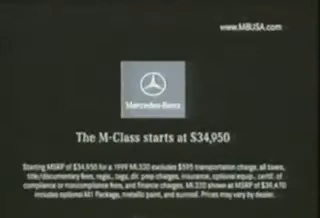 www.MBUSA.com
Mercedes-Benz
The M-Class starts at $34,950
Starting MSRP of $34,950 for a 1999 ML320 excludes $595 transportation charge, all taxes,
title/documentary fees, regis., tags, dlr. prep charges, insurance, optional equip., certif. of
compliance or noncompliance fees, and finance charges. ML320 shown at MSRP of $39,470
includes optional M1 Package, metallic paint, and sunroof. Prices may vary by dealer.